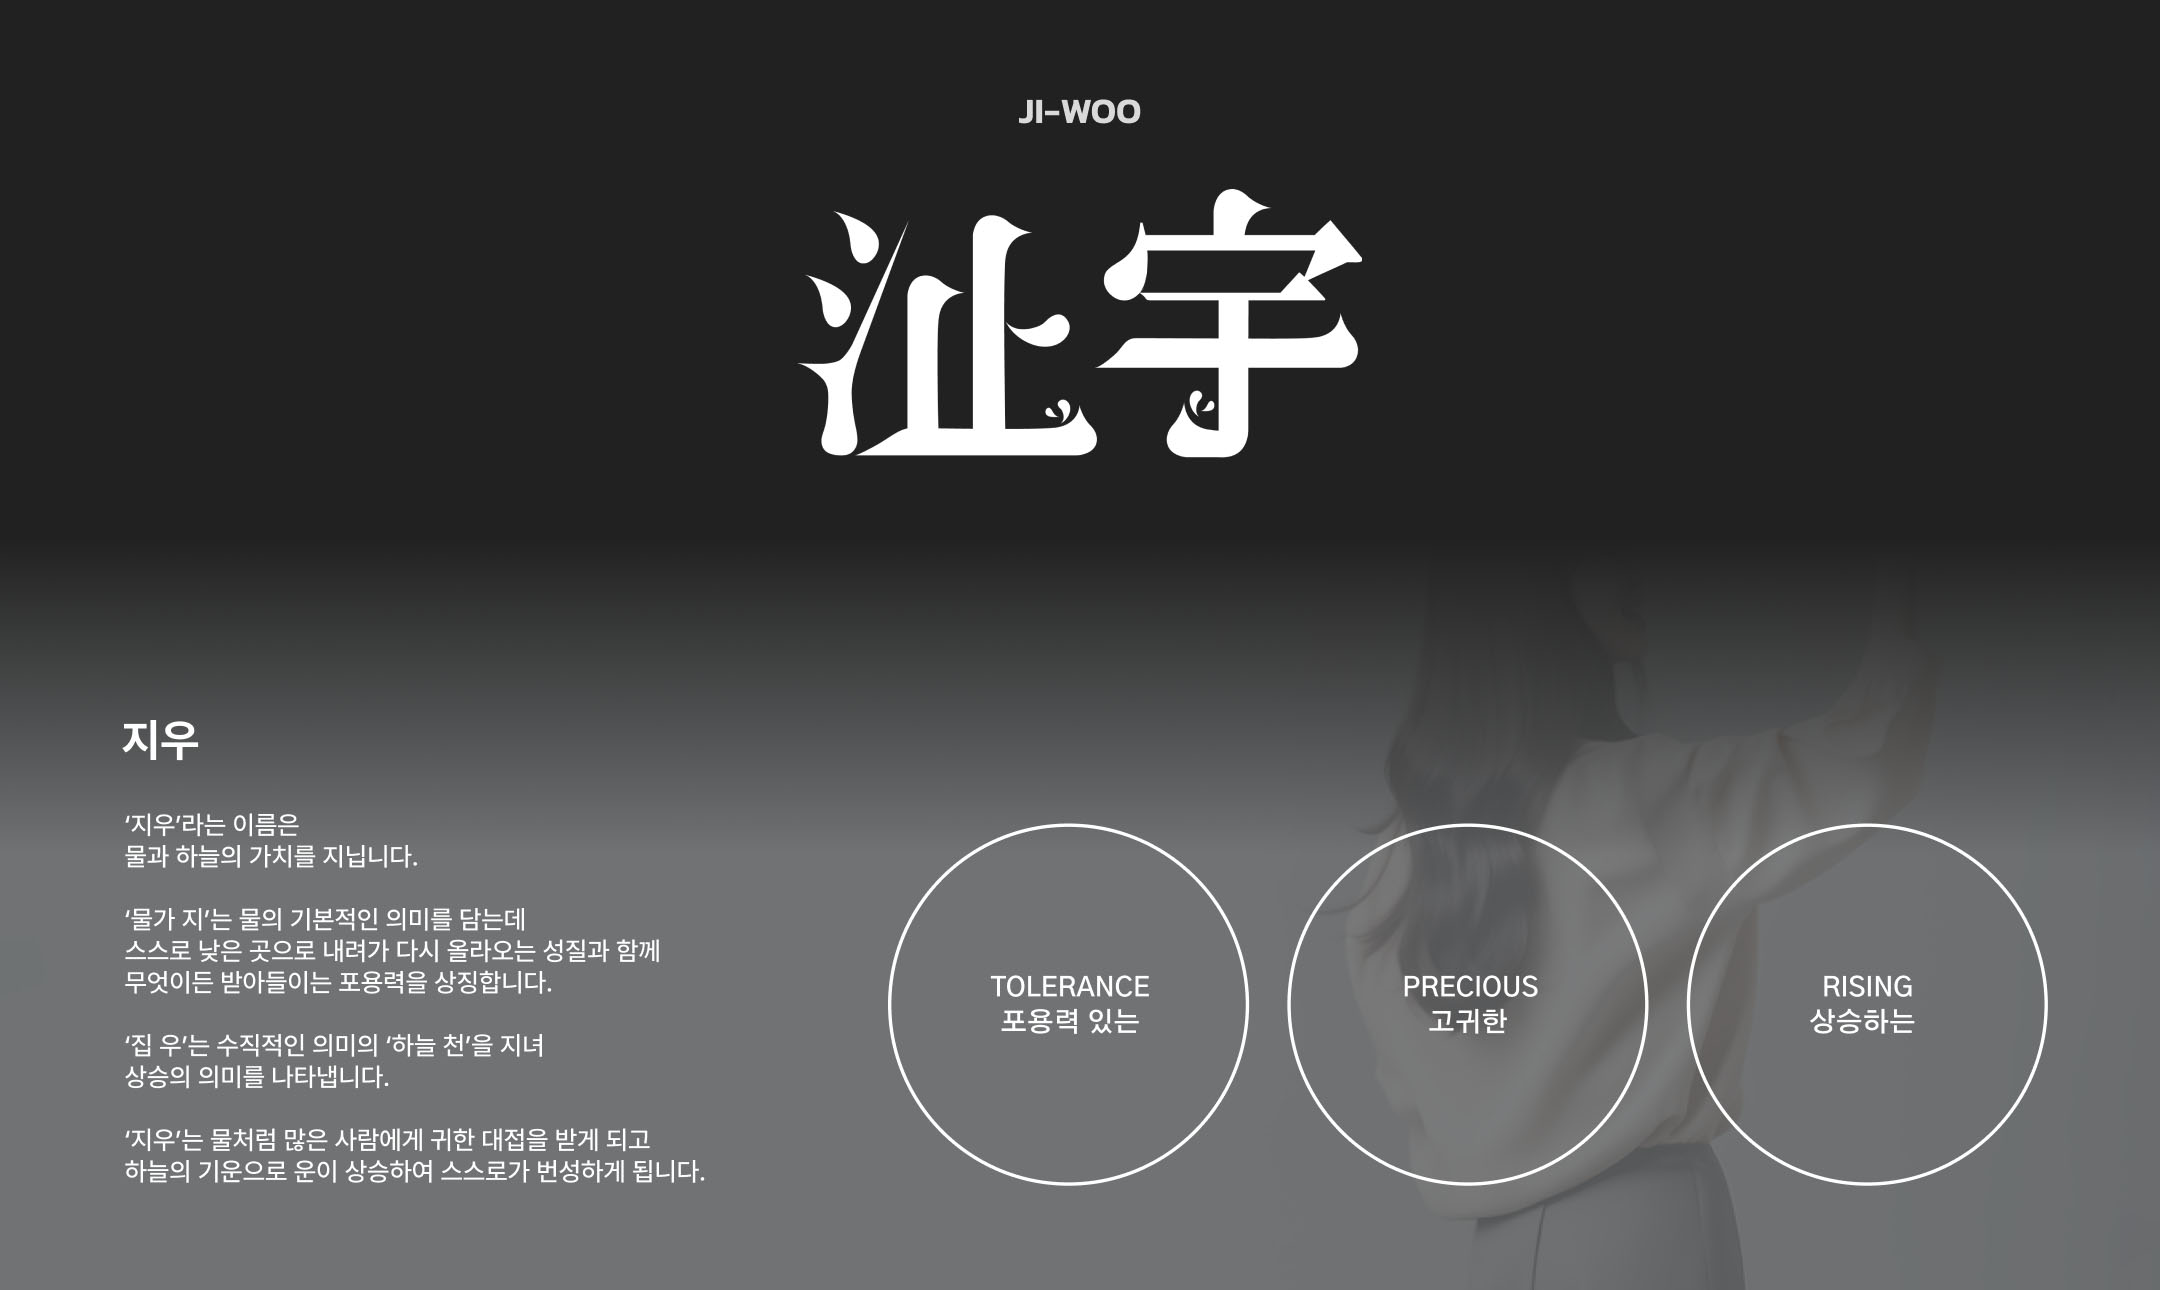 JI-WOO
沚宇
지우
‘지우’라는 이름은
물과 하늘의 가치를 지닙니다.
‘물가 지’는 물의 기본적인 의미를 담는데
스스로 낮은 곳으로 내려가 다시 올라오는 성질과 함께
무엇이든 받아들이는 포용력을 상징합니다.
‘집 우’는 수직적인 의미의 ‘하늘 천’을 지녀
상승의 의미를 나타냅니다.
‘지우’는 물처럼 많은 사람에게 귀한 대접을 받게 되고
하늘의 기운으로 운이 상승하여 스스로가 번성하게 됩니다.
TOLERANCE
포용력 있는
PRECIOUS
고귀한
RISING
상승하는